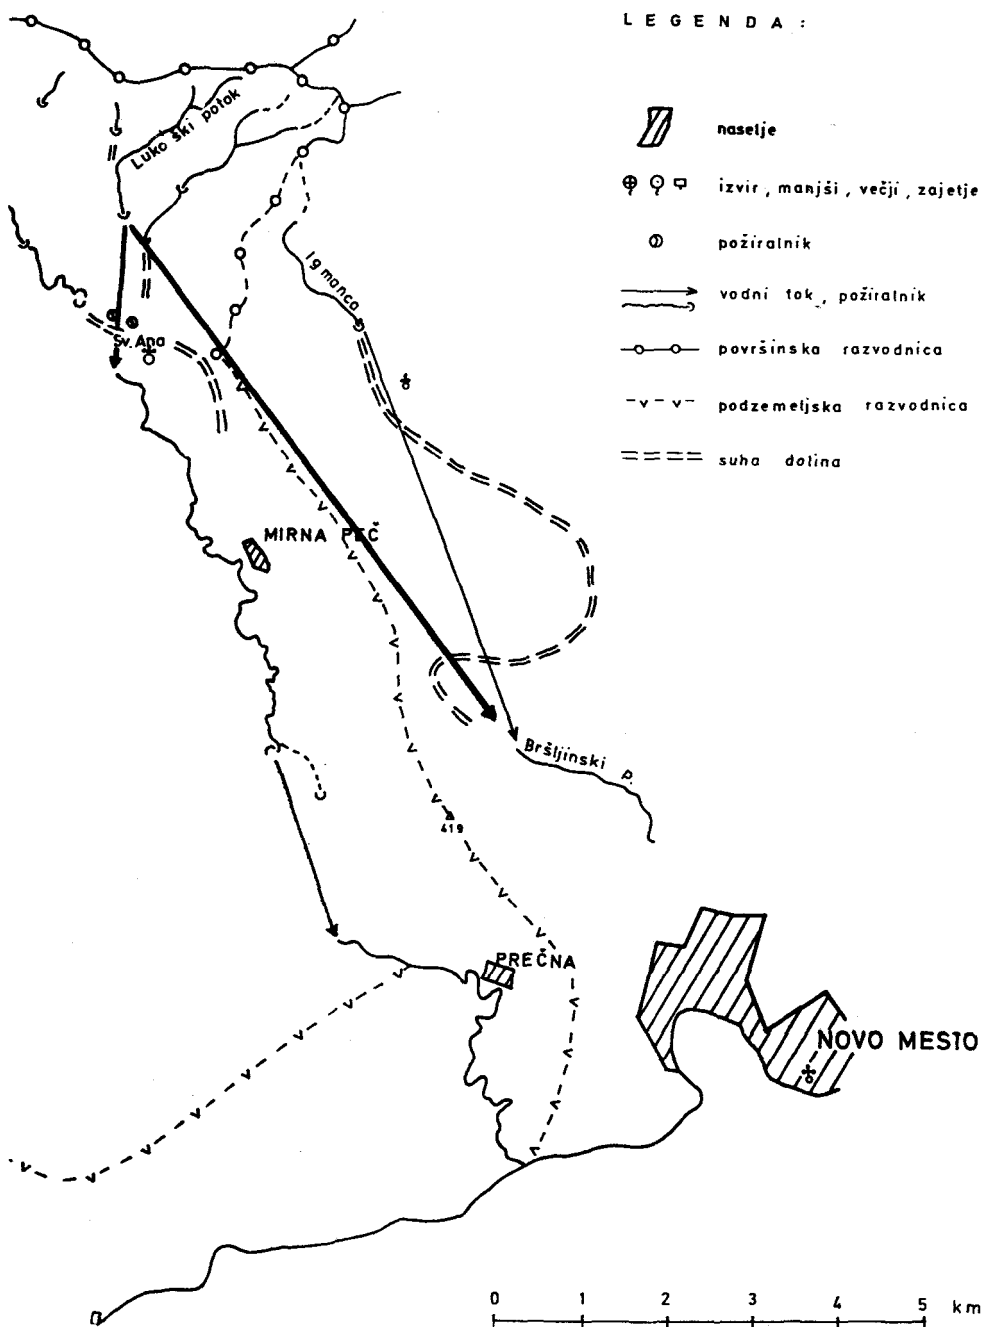 LEGENDA:
naselje
izvir, manjši, večji, zajetje
požiralnik
vodni tok, požiralnik
površinska razvodnica
podzemeljska razvodnica
suha dolina
Lukoški potok
Igmanca
Sv. Ana
MIRNA PEČ
Bršljinski p.
419
PREČNA
NOVO MESTO
0 1 2 3 4 5 km